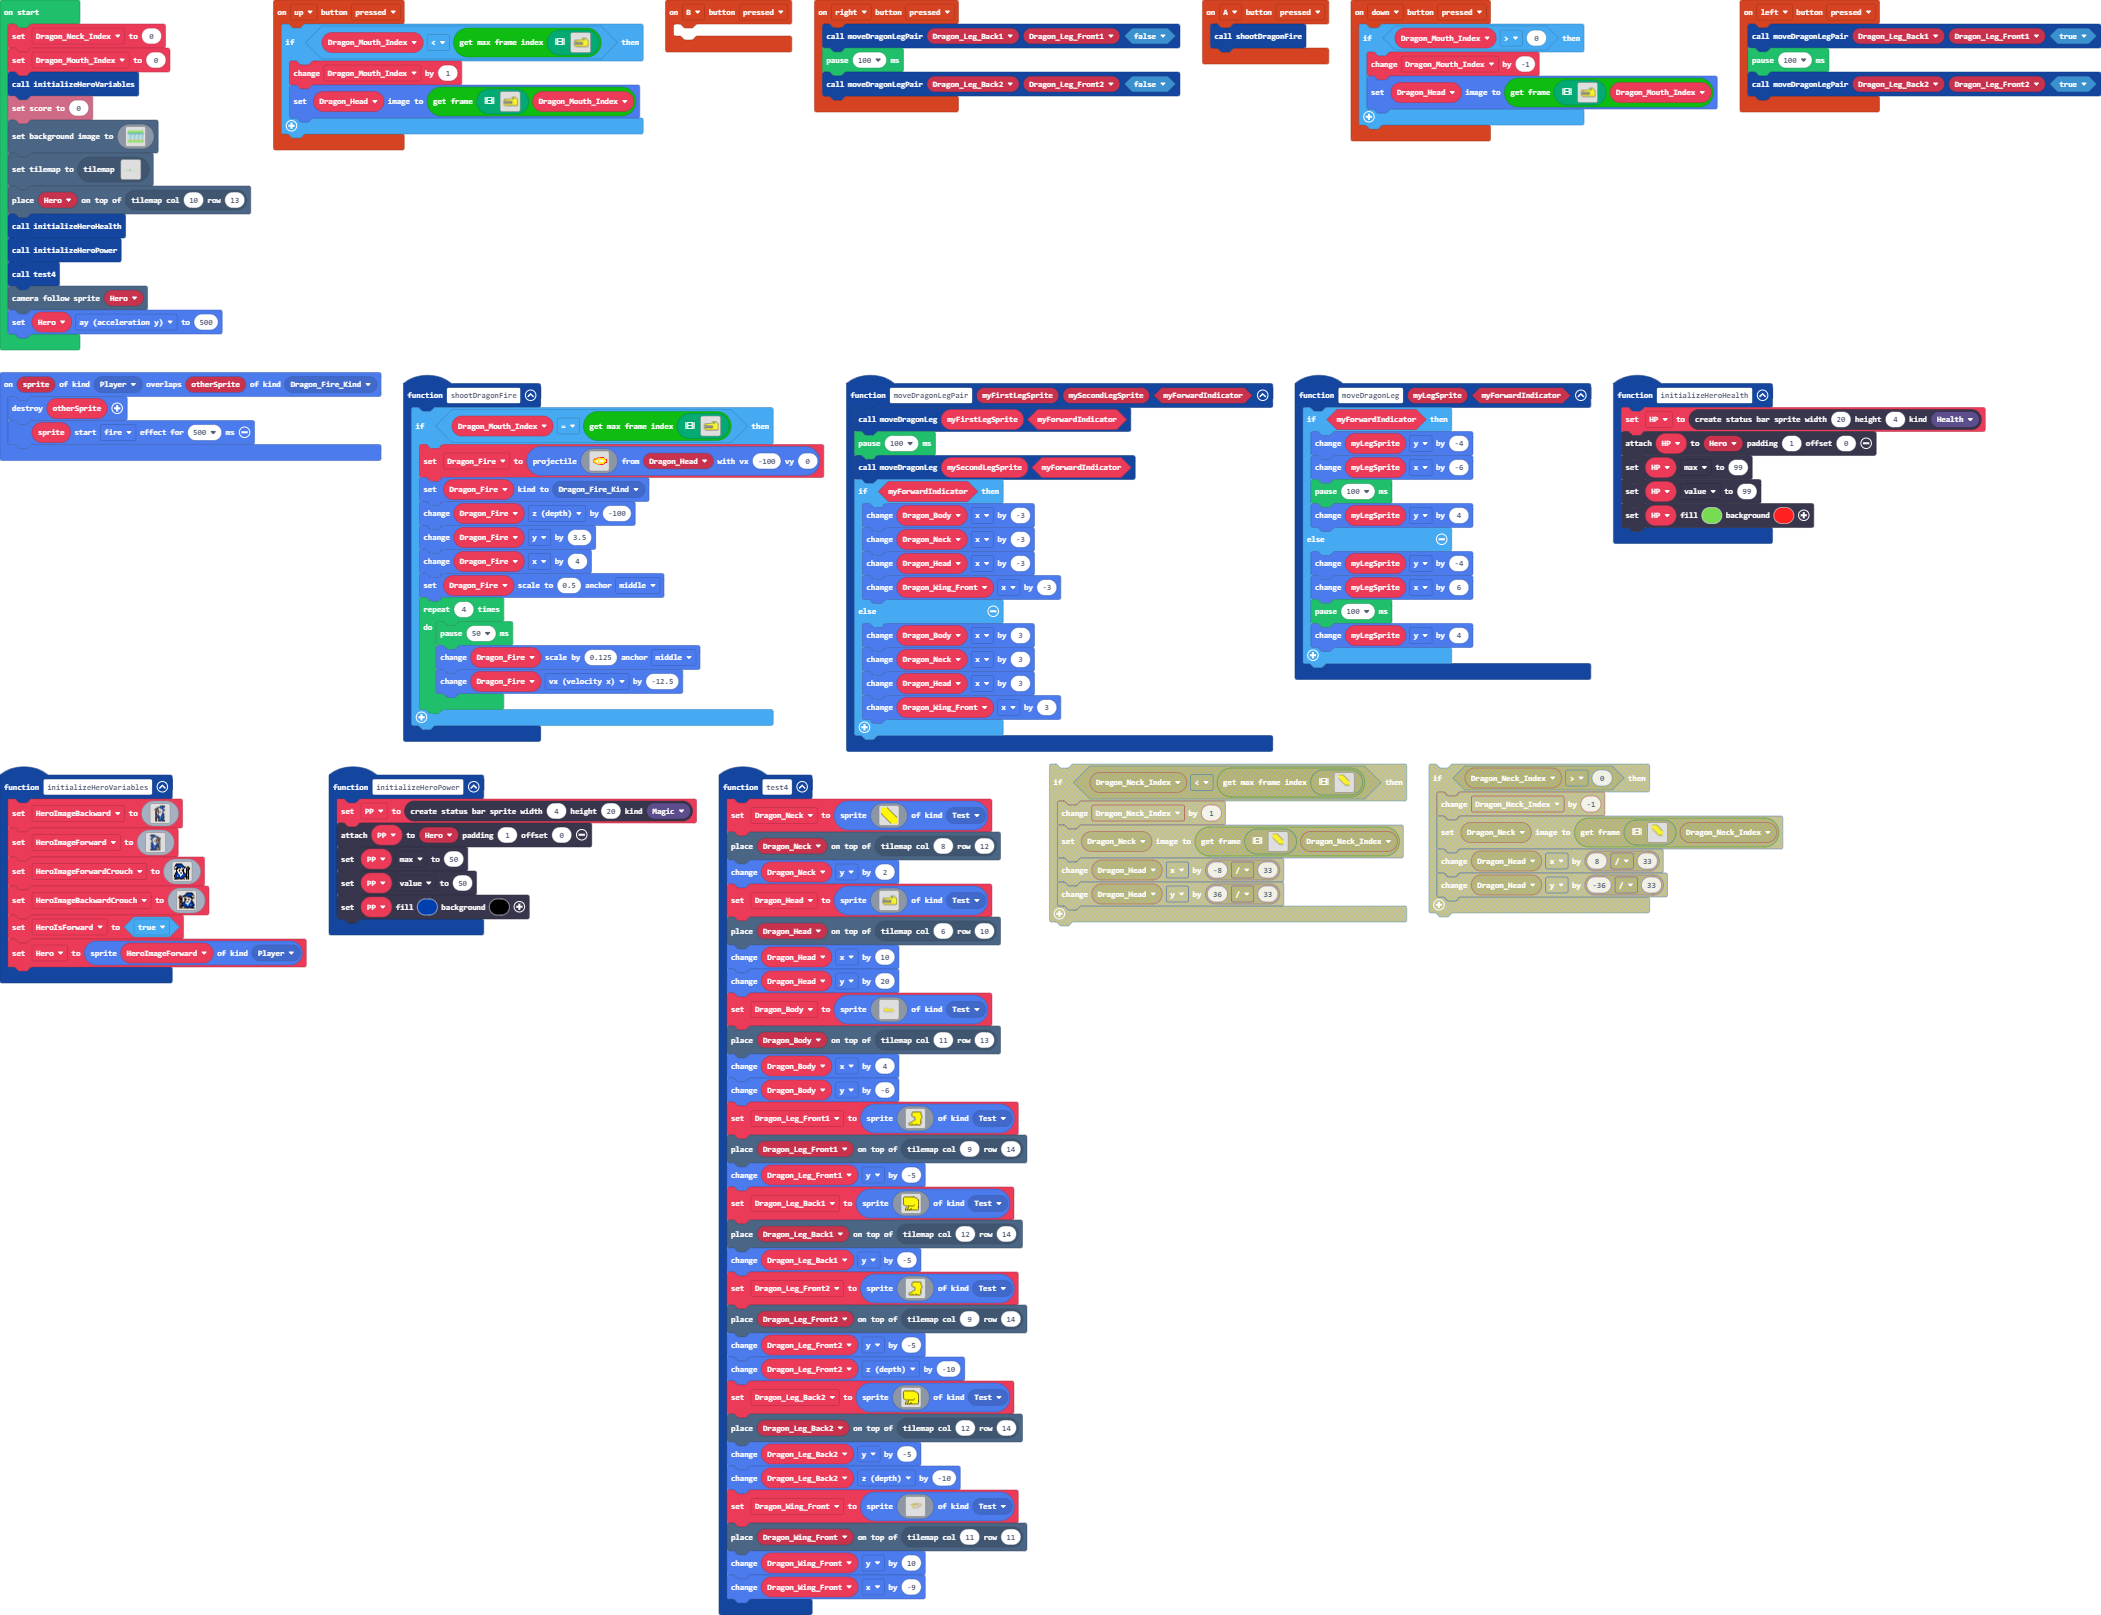 on start
set Dragon_Neck_Index to 0
set Dragon_Mouth_Index to 0
call initializeHeroVariables
set score to 0
set background image to
set tilemap to tilemap
place Hero on top of tilemap col 10 row 13
call initializeHeroHealth
call initializeHeroPower
call test4
camera follow sprite Hero
set Hero ay (acceleration y) to 500
on up button pressed
if Dragon_Mouth_Index < get max frame index then
change Dragon_Mouth_Index by 1
set Dragon_Head image to get frame Dragon_Mouth_Index
on B button pressed
on right button pressed
call moveDragonLegPair Dragon_Leg_Back1 Dragon_Leg_Front1 false
pause 100 ms
call moveDragonLegPair Dragon_Leg_Back2 Dragon_Leg_Front2 false
on A button pressed
call shootDragonFire
on down button pressed
if Dragon_Mouth_Index > 0 then
change Dragon_Mouth_Index by -1
set Dragon_Head image to get frame Dragon_Mouth_Index
on left button pressed
call moveDragonLegPair Dragon_Leg_Back1 Dragon_Leg_Front1 true
pause 100 ms
call moveDragonLegPair Dragon_Leg_Back2 Dragon_Leg_Front2 true
on sprite of kind Player overlaps otherSprite of kind Dragon_Fire_Kind
destroy otherSprite
sprite start fire effect for 500 ms
function shootDragonFire
if Dragon_Mouth_Index = get max frame index then
set Dragon_Fire to projectile from Dragon_Head with vx -100 vy 0
set Dragon_Fire kind to Dragon_Fire_Kind
change Dragon_Fire z (depth) by -100
change Dragon_Fire y by 3.5
change Dragon_Fire x by 4
set Dragon_Fire scale to 0.5 anchor middle
repeat 4 times
do
pause 50 ms
change Dragon_Fire scale by 0.125 anchor middle
change Dragon_Fire vx (velocity x) by -12.5
function moveDragonLegPair myFirstLegSprite mySecondLegSprite myForwardIndicator
call moveDragonLeg myFirstLegSprite myForwardIndicator
pause 100 ms
call moveDragonLeg mySecondLegSprite myForwardIndicator
if myForwardIndicator then
change Dragon_Body x by -3
change Dragon_Neck x by -3
change Dragon_Head x by -3
change Dragon_Wing_Front x by -3
else
change Dragon_Body x by 3
change Dragon_Neck x by 3
change Dragon_Head x by 3
change Dragon_Wing_Front x by 3
function moveDragonLeg myLegSprite myForwardIndicator
if myForwardIndicator then
change myLegSprite y by -4
change myLegSprite x by -6
pause 100 ms
change myLegSprite y by 4
else
change myLegSprite y by -4
change myLegSprite x by 6
pause 100 ms
change myLegSprite y by 4
function initializeHeroHealth
set HP to create status bar sprite width 20 height 4 kind Health
attach HP to Hero padding 1 offset 0
set HP max to 99
set HP value to 99
set HP fill background
function initializeHeroVariables
set HeroImageBackward to
set HeroImageForward to
set HeroImageForwardCrouch to
set HeroImageBackwardCrouch to
set HeroIsForward to true
set Hero to sprite HeroImageForward of kind Player
function initializeHeroPower
set PP to create status bar sprite width 4 height 20 kind Magic
attach PP to Hero padding 1 offset 0
set PP max to 50
set PP value to 50
set PP fill background
function test4
set Dragon_Neck to sprite of kind Test
place Dragon_Neck on top of tilemap col 8 row 12
change Dragon_Neck y by 2
set Dragon_Head to sprite of kind Test
place Dragon_Head on top of tilemap col 6 row 10
change Dragon_Head x by 10
change Dragon_Head y by 20
set Dragon_Body to sprite of kind Test
place Dragon_Body on top of tilemap col 11 row 13
change Dragon_Body x by 4
change Dragon_Body y by -6
set Dragon_Leg_Front1 to sprite of kind Test
place Dragon_Leg_Front1 on top of tilemap col 9 row 14
change Dragon_Leg_Front1 y by -5
set Dragon_Leg_Back1 to sprite of kind Test
place Dragon_Leg_Back1 on top of tilemap col 12 row 14
change Dragon_Leg_Back1 y by -5
set Dragon_Leg_Front2 to sprite of kind Test
place Dragon_Leg_Front2 on top of tilemap col 9 row 14
change Dragon_Leg_Front2 y by -5
change Dragon_Leg_Front2 z (depth) by -10
set Dragon_Leg_Back2 to sprite of kind Test
place Dragon_Leg_Back2 on top of tilemap col 12 row 14
change Dragon_Leg_Back2 y by -5
change Dragon_Leg_Back2 z (depth) by -10
set Dragon_Wing_Front to sprite of kind Test
place Dragon_Wing_Front on top of tilemap col 11 row 11
change Dragon_Wing_Front y by 10
change Dragon_Wing_Front x by -9
if Dragon_Neck_Index < get max frame index then
change Dragon_Neck_Index by 1
set Dragon_Neck image to get frame Dragon_Neck_Index
change Dragon_Head x by -8 / 33
change Dragon_Head y by 36 / 33
if Dragon_Neck_Index > 0 then
change Dragon_Neck_Index by -1
set Dragon_Neck image to get frame Dragon_Neck_Index
change Dragon_Head x by 8 / 33
change Dragon_Head y by -36 / 33